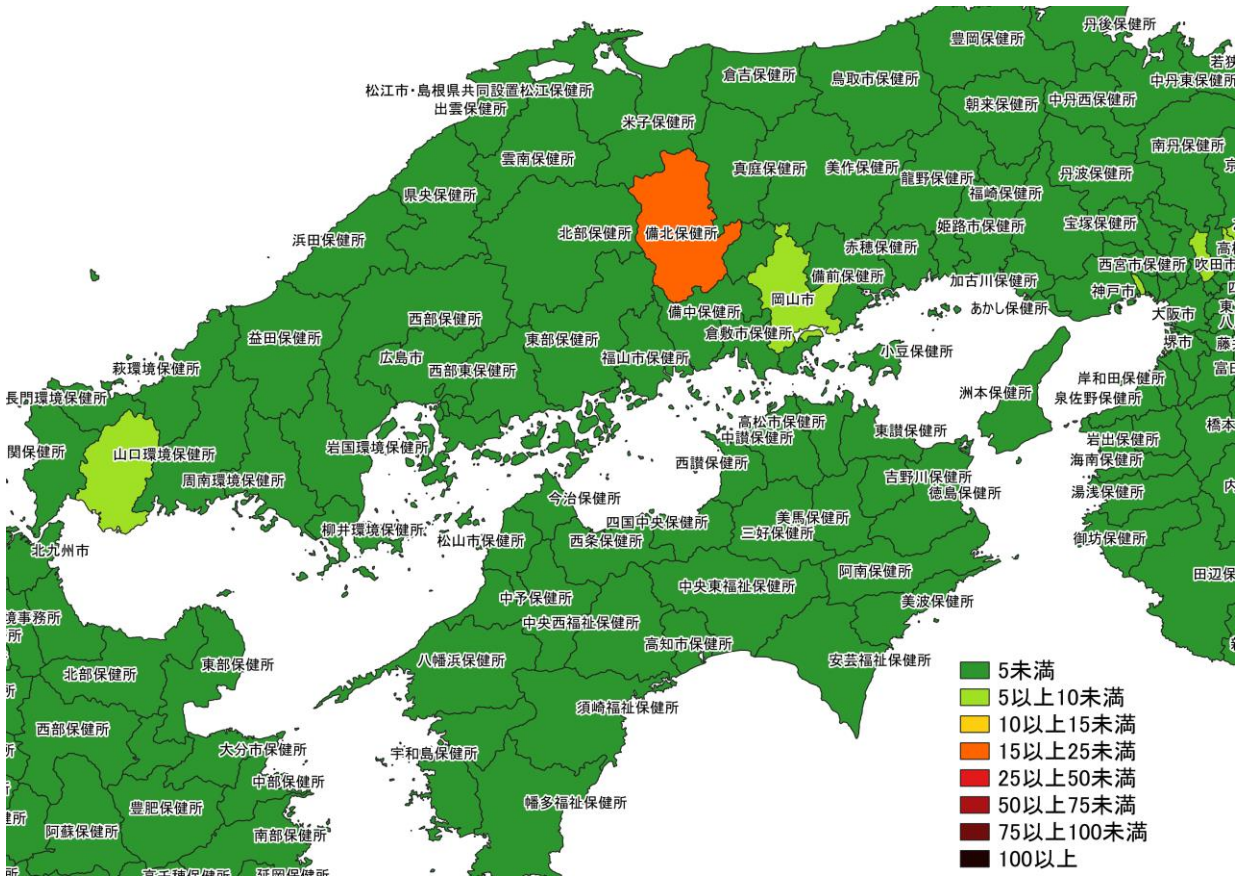 丹後保健所
豊岡保健所
若狭
倉吉保健所
鳥取市保健所
中丹東保健所
松江市・島根県共同設置松江保健所
出雲保健所
朝来保健所
中丹西保健所
米子保健所
南丹保健所
雲南保健所
真庭保健所
美作保健所
龍野保健所
丹波保健所
京
県央保健所
福崎保健所
浜田保健所
北部保健所
備北保健所
姫路市保健所
宝塚保健所
赤穂保健所
西宮市保健所
吹田市
備前保健所
加古川保健所
神戸市
岡山市
あかし保健所
大阪市
備中保健所
西部保健所
倉敷市保健所
堺市
益田保健所
東部保健所
広島市
福山市保健所
小豆保健所
萩環境保健所
西部東保健所
岸和田保健所
長門環境保健所
洲本保健所
泉佐野保健所
高松市保健所
中讃保健所
東讃保健所
岩出保健所
関保健所
山口環境保健所
岩国環境保健所
西讃保健所
海南保健所
周南環境保健所
吉野川保健所
徳島保健所
湯浅保健所
今治保健所
美馬保健所
四国中央保健所
三好保健所
柳井環境保健所
松山市保健所
西条保健所
御坊保健所
北九州市
阿南保健所
田辺保
中予保健所
中央東福祉保健所
美波保健所
境事務所
中央西福祉保健所
高知市保健所
北部保健所
東部保健所
八幡浜保健所
安芸福祉保健所
須崎福祉保健所
西部保健所
大分市保健所
宇和島保健所
中部保健所
豊肥保健所
幡多福祉保健所
阿蘇保健所
南部保健所
高千穂保健所
延岡保健所
5未満
5以上10未満
10以上15未満
15以上25未満
25以上50未満
50以上75未満
75以上100未満
100以上